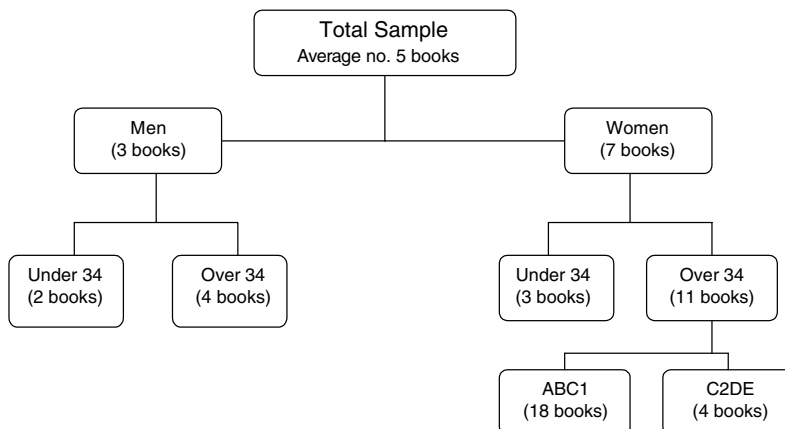 Total Sample
Average no. 5 books
Men
(3 books)
Women
(7 books)
Under 34
(2 books)
Over 34
(4 books)
Under 34
(3 books)
Over 34
(11 books)
ABC1
(18 books)
C2DE
(4 books)